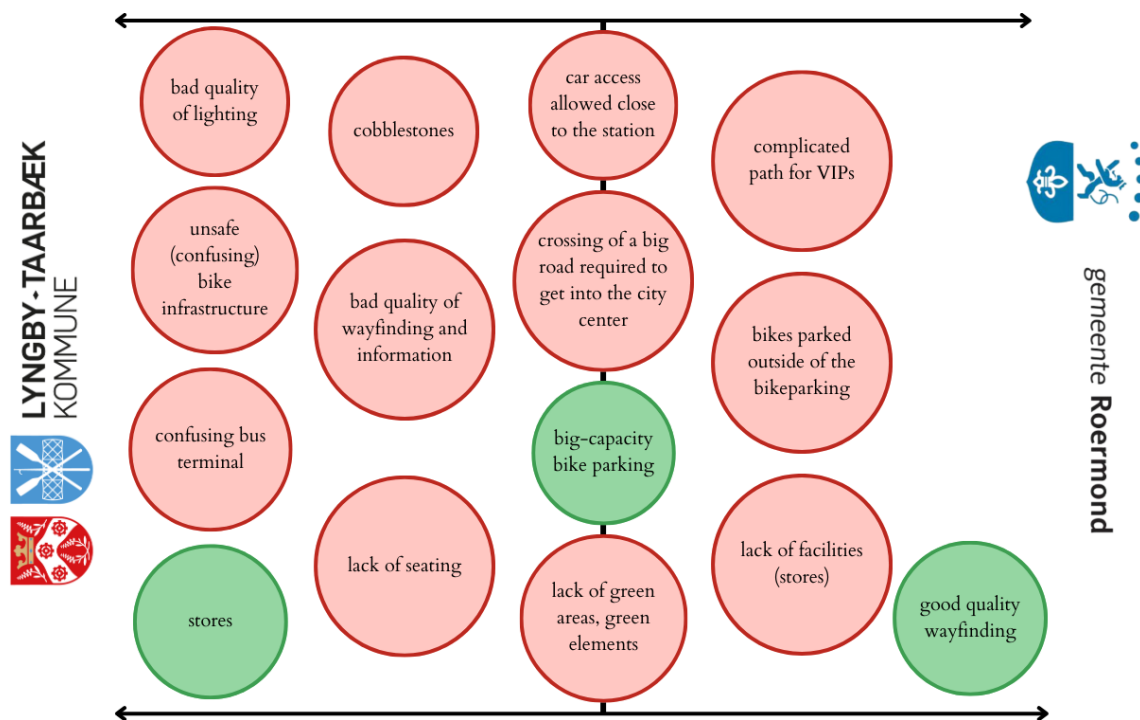 LYNGBY-TAARBÆK
KOMMUNE
bad quality
of lighting
unsafe
(confusing)
bike
infrastructure
confusing bus
terminal
stores
cobblestones
bad quality of
wayfinding and
information
lack of seating
car access
allowed close
to the station
crossing of a big
road required to
get into the city
center
big-capacity
bike parking
lack of green
areas, green
elements
complicated
path for VIPs
bikes parked
outside of the
bikeparking
lack of facilities
(stores)
good quality
wayfinding
gemeente Roermond